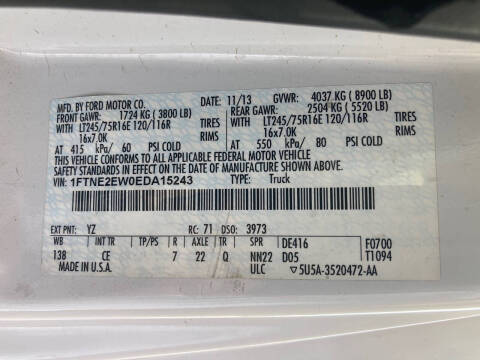 MFD. BY FORD MOTOR CO. DATE: 11/13 GVWR: 4037 KG (8900 LB)
FRONT GAWR: 1724 KG (3800 LB) REAR GAWR: 2504 KG (5520 LB)
WITH LT245/75R16E 120/116R TIRES WITH LT245/75R16E 120/116R TIRES
16x7.0K RIMS 16x7.0K RIMS
AT 415 kPa/ 60 PSI COLD AT 550 kPa/ 80 PSI COLD
THIS VEHICLE CONFORMS TO ALL APPLICABLE FEDERAL MOTOR VEHICLE
SAFETY STANDARDS IN EFFECT ON THE DATE OF MANUFACTURE SHOWN ABOVE.
VIN: 1FTNE2EW0EDA15243 TYPE: Truck
EXT PNT: YZ RC: 71 DSO: 3973
WB INT TR TP/PS R AXLE TR SPR DE416 F0700
138 CE 7 22 Q NN22 D05 T1094
MADE IN U.S.A. ULC ▽5U5A-3520472-AA